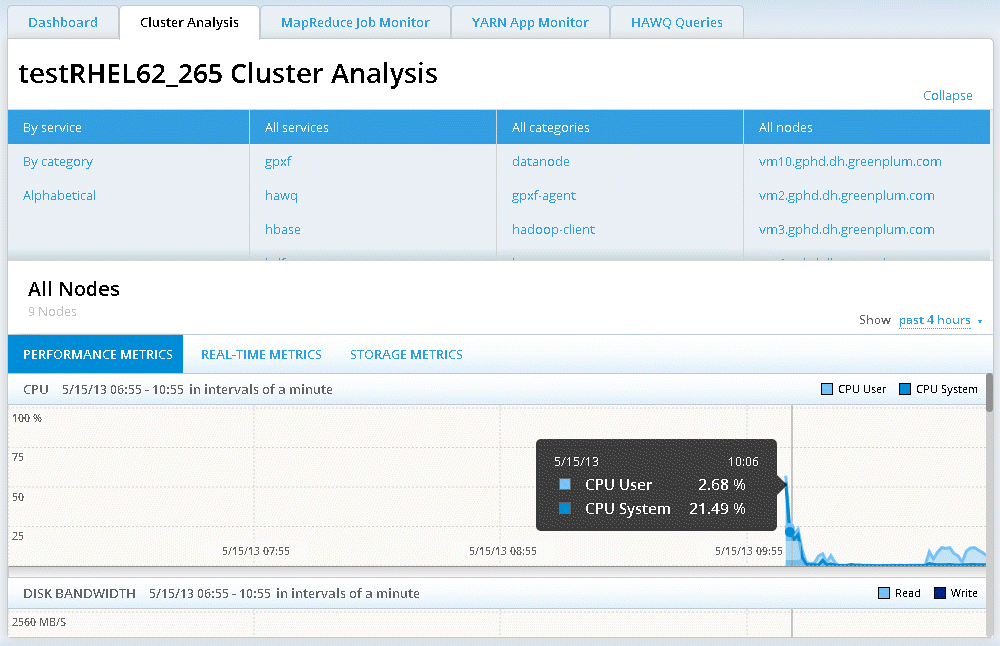 Dashboard Cluster Analysis MapReduce Job Monitor YARN App Monitor HAWQ Queries
testRHEL62_265 Cluster Analysis
Collapse
By service All services All categories All nodes
By category gpxf datanode vm10.gphd.dh.greenplum.com
Alphabetical hawq gpxf-agent vm2.gphd.dh.greenplum.com
hbase hadoop-client vm3.gphd.dh.greenplum.com
All Nodes
9 Nodes
Show past 4 hours
PERFORMANCE METRICS REAL-TIME METRICS STORAGE METRICS
CPU 5/15/13 06:55 - 10:55 in intervals of a minute CPU User CPU System
100 %
75
5/15/13 10:06
CPU User 2.68 %
50
CPU System 21.49 %
25
5/15/13 07:55 5/15/13 08:55 5/15/13 09:55
DISK BANDWIDTH 5/15/13 06:55 - 10:55 in intervals of a minute Read Write
2560 MB/S